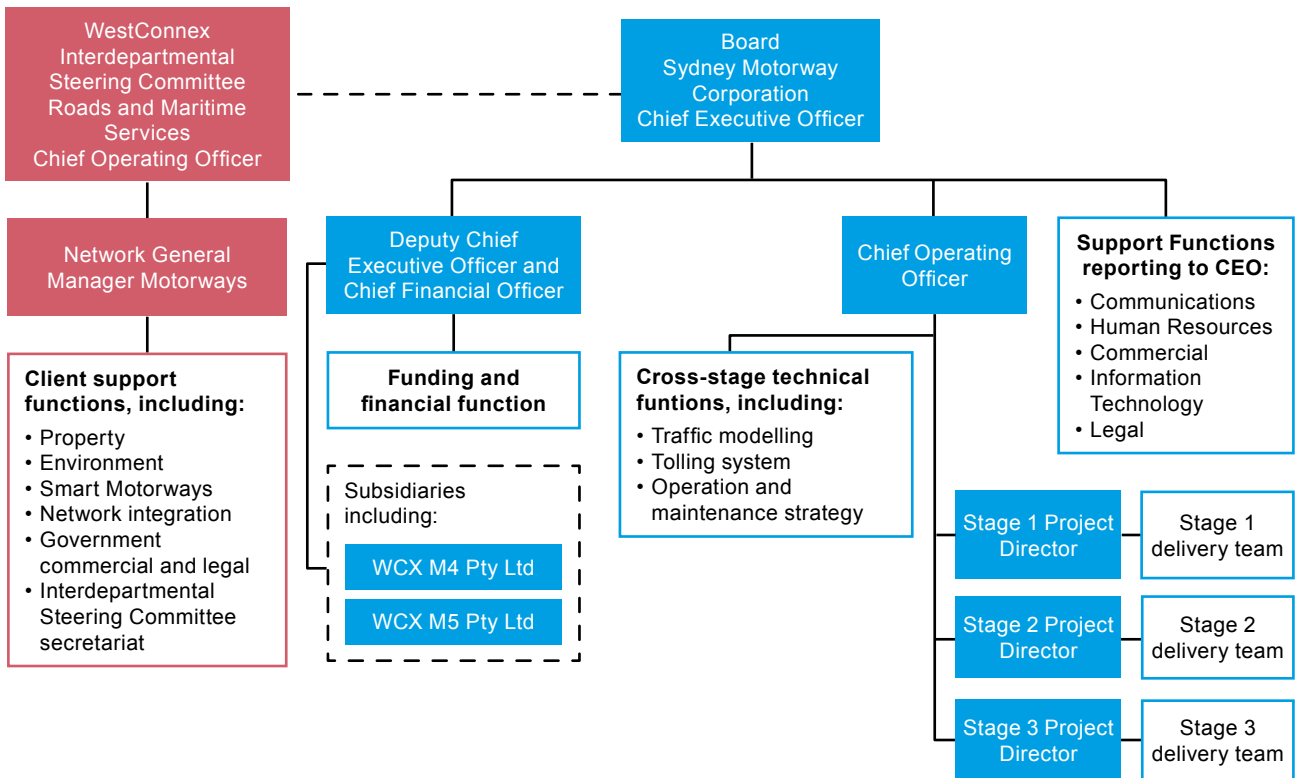 WestConnex
Interdepartmental
Steering Committee
Roads and Maritime
Services
Chief Operating Officer
Board
Sydney Motorway
Corporation
Chief Executive Officer
Network General
Manager Motorways
Deputy Chief
Executive Officer and
Chief Financial Officer
Chief Operating
Officer
Support Functions
reporting to CEO:
• Communications
• Human Resources
• Commercial
• Information
Technology
• Legal
Client support
functions, including:
• Property
• Environment
• Smart Motorways
• Network integration
• Government
commercial and legal
• Interdepartmental
Steering Committee
secretariat
Funding and
financial function
Subsidiaries
including:
WCX M4 Pty Ltd
WCX M5 Pty Ltd
Cross-stage technical
funtions, including:
• Traffic modelling
• Tolling system
• Operation and
maintenance strategy
Stage 1 Project
Director
Stage 1
delivery team
Stage 2 Project
Director
Stage 2
delivery team
Stage 3 Project
Director
Stage 3
delivery team